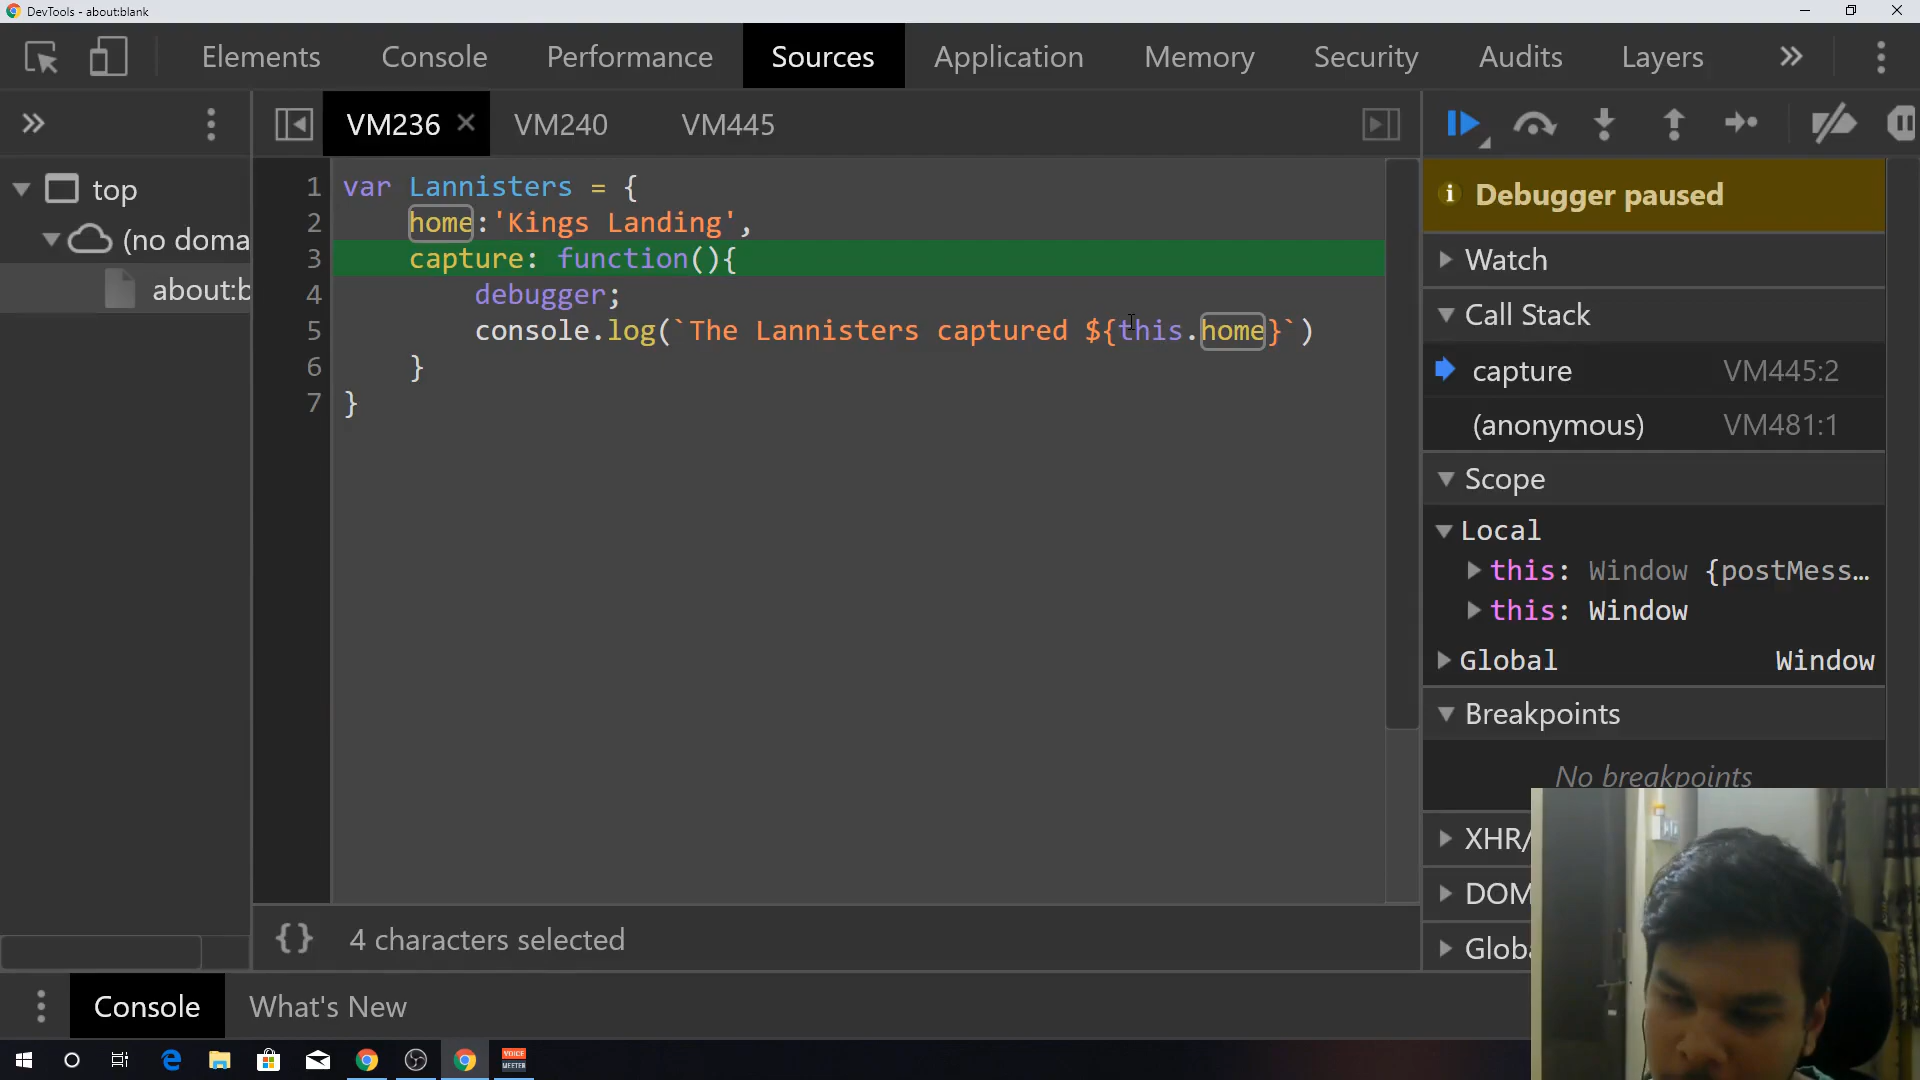 DevTools - about:blank
Elements
Console
Performance
Sources
Application
Memory
Security
Audits
Layers
VM236
VM240
VM445
top
(no doma
about:b
1 var Lannisters = {
2 home:'Kings Landing',
3 capture: function(){
4 debugger;
5 console.log(`The Lannisters captured ${this.home}`)
6 }
7 }
{} 4 characters selected
Debugger paused
Watch
Call Stack
capture VM445:2
(anonymous) VM481:1
Scope
Local
this: Window {postMess…
this: Window
Global Window
Breakpoints
No breakpoints
XHR/
DOM
Globa
Console
What's New
VOICE
MEETER